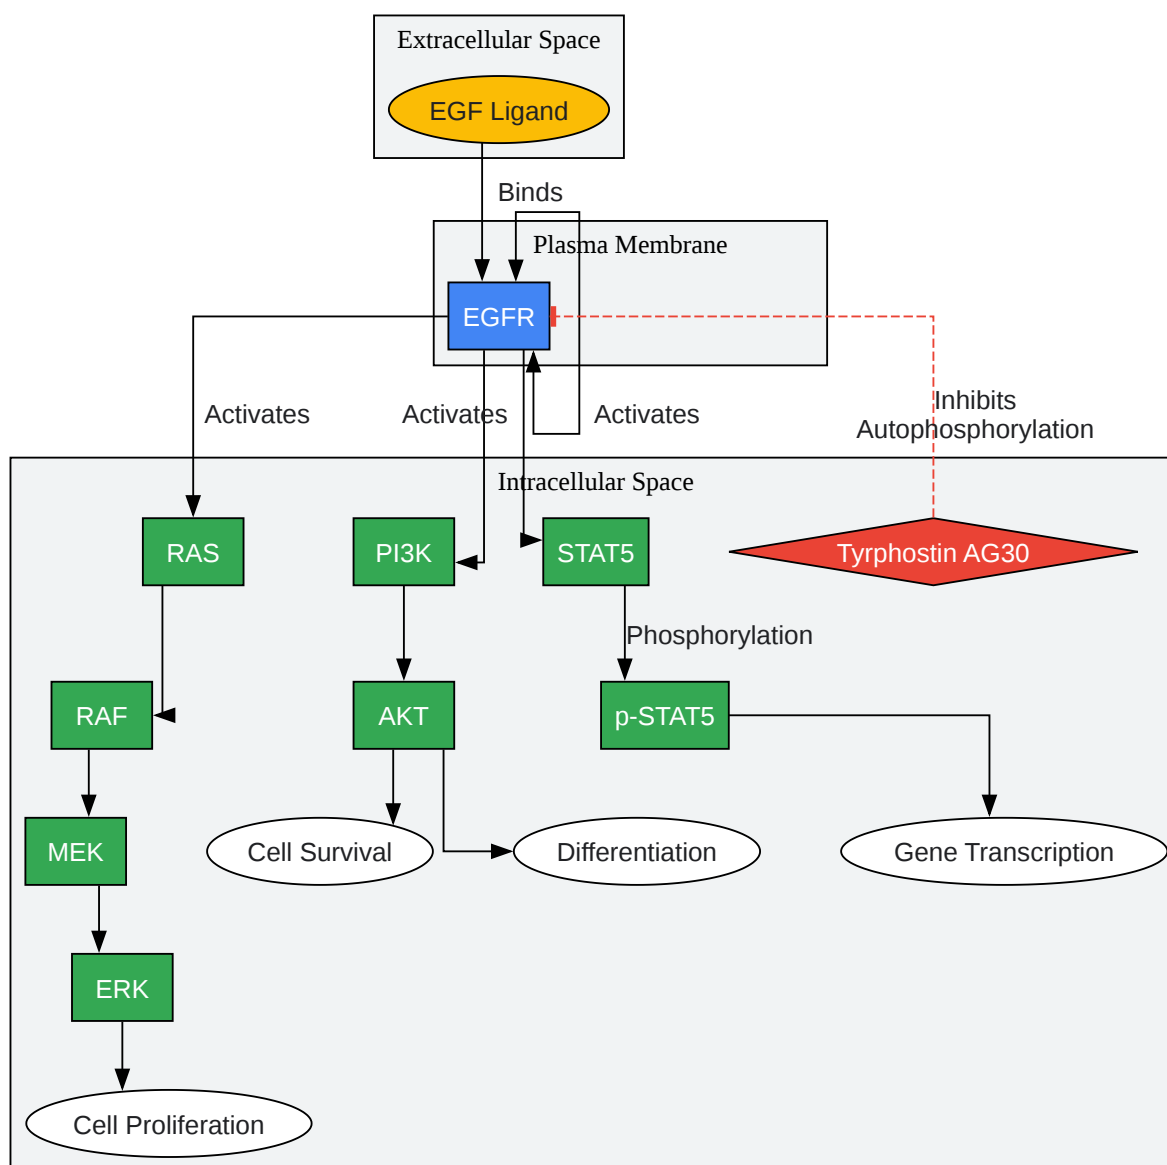 Extracellular Space
EGF Ligand
Binds
Plasma Membrane
EGFR
Activates
Activates
Activates
Inhibits
Autophosphorylation
Intracellular Space
RAS
PI3K
STAT5
Tyrphostin AG30
Phosphorylation
RAF
AKT
p-STAT5
MEK
Cell Survival
Differentiation
Gene Transcription
ERK
Cell Proliferation